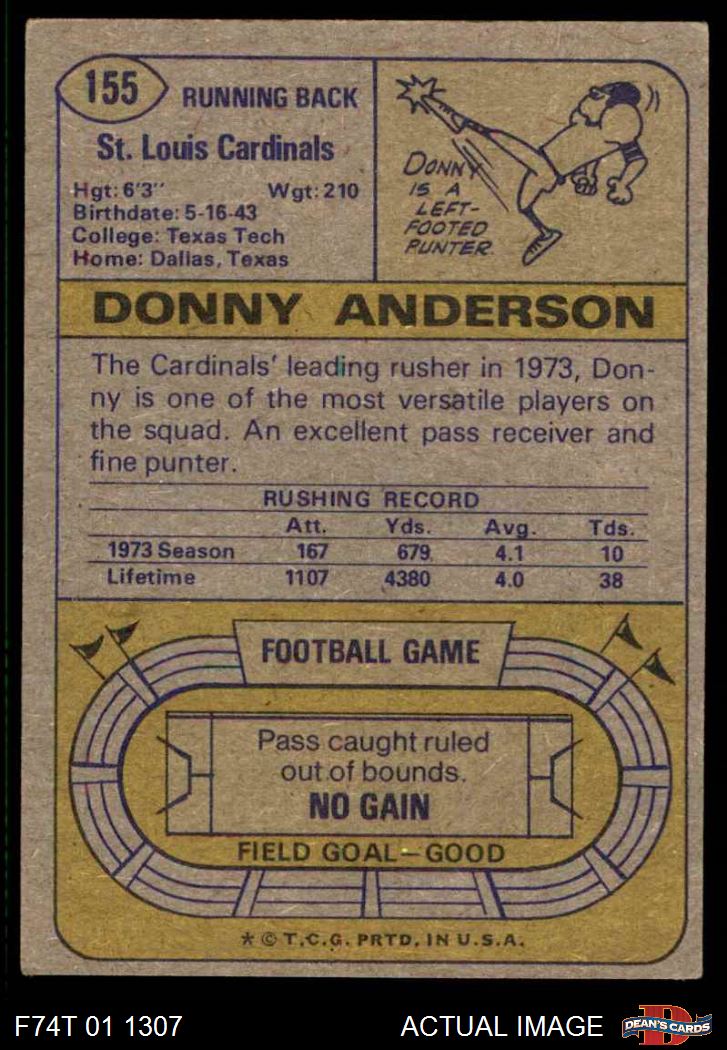 155
RUNNING BACK
St. Louis Cardinals
Hgt: 6'3" Wgt: 210
Birthdate: 5-16-43
College: Texas Tech
Home: Dallas, Texas
DONNY
IS A
LEFT-
FOOTED
PUNTER.
DONNY ANDERSON
The Cardinals' leading rusher in 1973, Don-
ny is one of the most versatile players on
the squad. An excellent pass receiver and
fine punter.
RUSHING RECORD
Att. Yds. Avg. Tds.
1973 Season 167 679 4.1 10
Lifetime 1107 4380 4.0 38
FOOTBALL GAME
Pass caught ruled
out of bounds.
NO GAIN
FIELD GOAL—GOOD
* © T.C.G. PRTD. IN U.S.A.
F74T 01 1307 ACTUAL IMAGE
D
DEAN'S CARDS